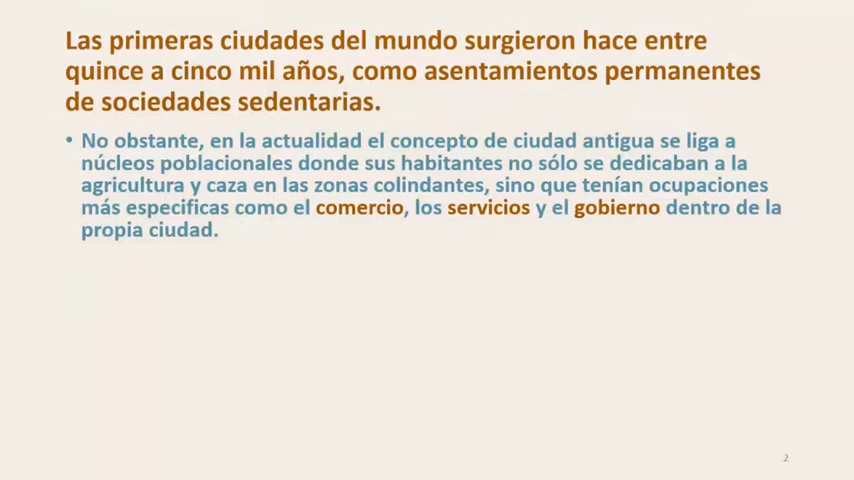 Las primeras ciudades del mundo surgieron hace entre
quince a cinco mil años, como asentamientos permanentes
de sociedades sedentarias.
• No obstante, en la actualidad el concepto de ciudad antigua se liga a
núcleos poblacionales donde sus habitantes no sólo se dedicaban a la
agricultura y caza en las zonas colindantes, sino que tenían ocupaciones
más especificas como el comercio, los servicios y el gobierno dentro de la
propia ciudad.
2